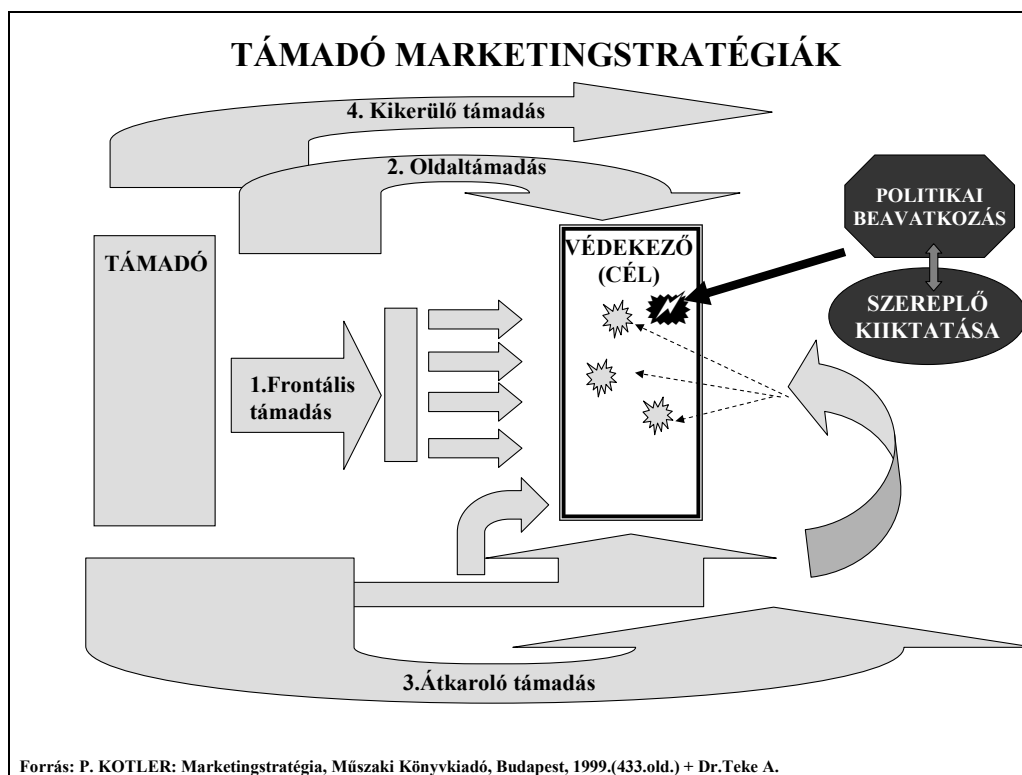 TÁMADÓ MARKETINGSTRATÉGIÁK
4. Kikerülő támadás
2. Oldaltámadás
POLITIKAI
BEAVATKOZÁS
TÁMADÓ
VÉDEKEZŐ
(CÉL)
SZEREPLŐ
KIIKTATÁSA
1.Frontális
támadás
3.Átkaroló támadás
Forrás: P. KOTLER: Marketingstratégia, Műszaki Könyvkiadó, Budapest, 1999.(433.old.) + Dr.Teke A.